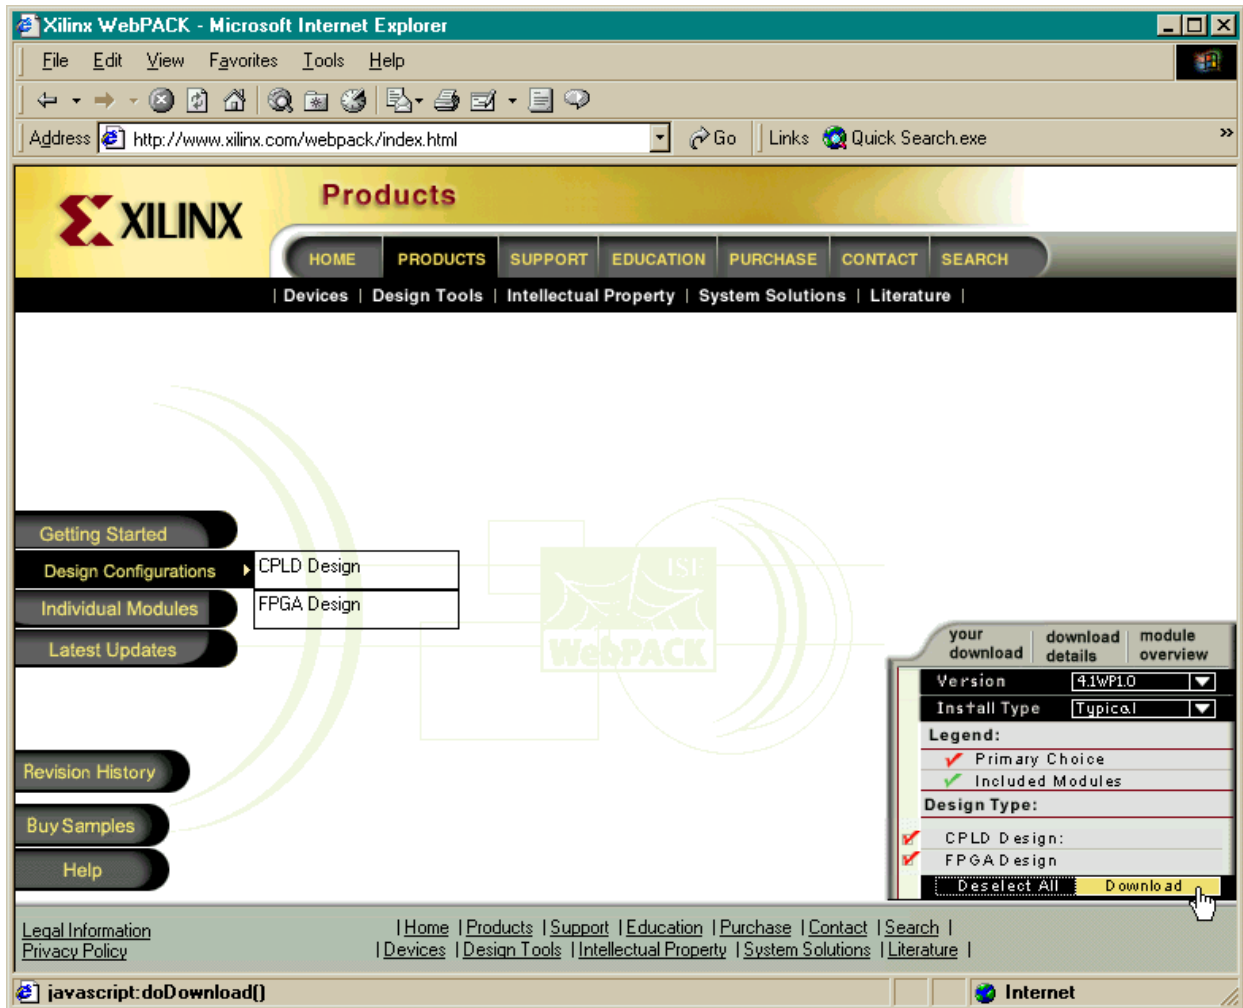 Xilinx WebPACK - Microsoft Internet Explorer
File Edit View Favorites Tools Help
Address http://www.xilinx.com/webpack/index.html Go Links Quick Search.exe »
XILINX
Products
HOME PRODUCTS SUPPORT EDUCATION PURCHASE CONTACT SEARCH
| Devices | Design Tools | Intellectual Property | System Solutions | Literature |
Getting Started
Design Configurations
CPLD Design
Individual Modules
FPGA Design
Latest Updates
ISE
WebPACK
Revision History
Buy Samples
Help
your download
download details
module overview
Version 4.1WP1.0
Install Type Typical
Legend:
Primary Choice
Included Modules
Design Type:
CPLD Design:
FPGA Design
Deselect All Download
Legal Information
Privacy Policy
| Home | Products | Support | Education | Purchase | Contact | Search |
| Devices | Design Tools | Intellectual Property | System Solutions | Literature |
javascript:doDownload()
Internet